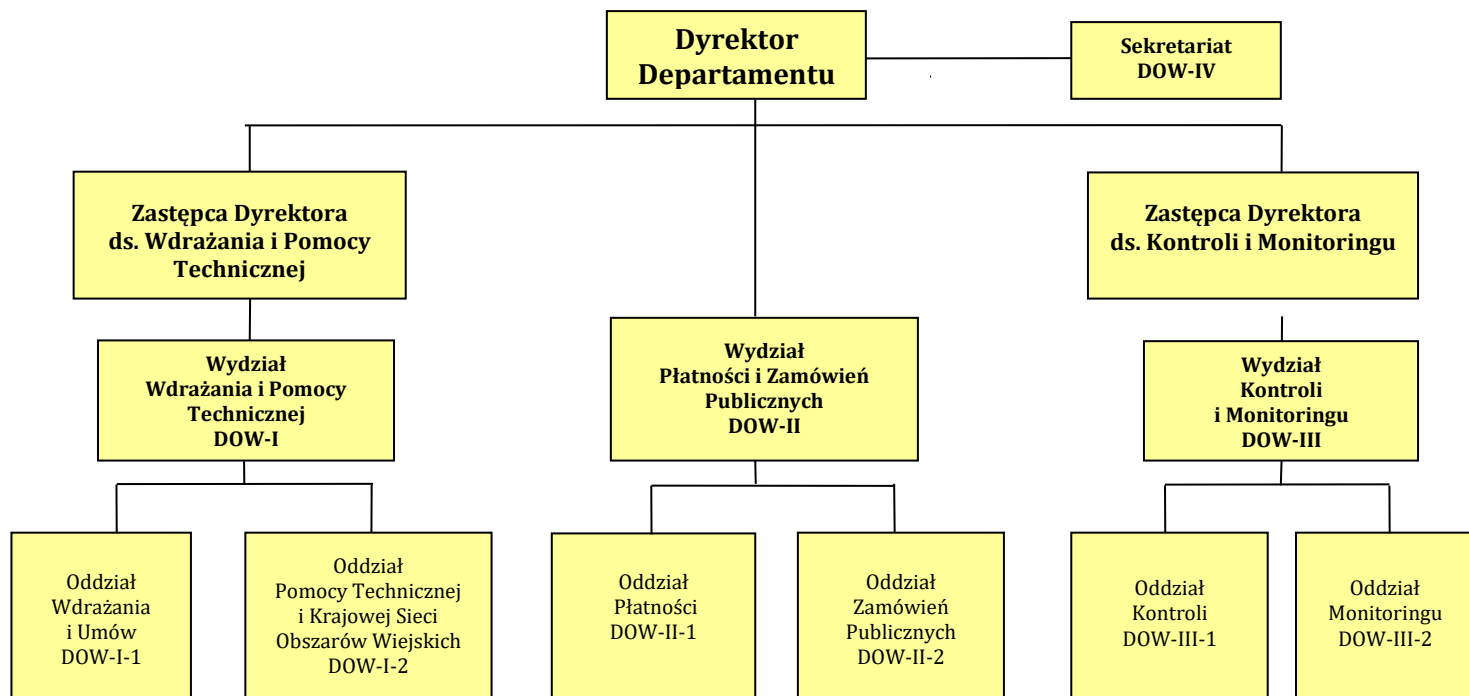 Dyrektor
Departamentu
Sekretariat
DOW-IV
Zastępca Dyrektora
ds. Wdrażania i Pomocy
Technicznej
Zastępca Dyrektora
ds. Kontroli i Monitoringu
Wydział
Wdrażania i Pomocy
Technicznej
DOW-I
Wydział
Płatności i Zamówień
Publicznych
DOW-II
Wydział
Kontroli
i Monitoringu
DOW-III
Oddział
Wdrażania
i Umów
DOW-I-1
Oddział
Pomocy Technicznej
i Krajowej Sieci
Obszarów Wiejskich
DOW-I-2
Oddział
Płatności
DOW-II-1
Oddział
Zamówień
Publicznych
DOW-II-2
Oddział
Kontroli
DOW-III-1
Oddział
Monitoringu
DOW-III-2